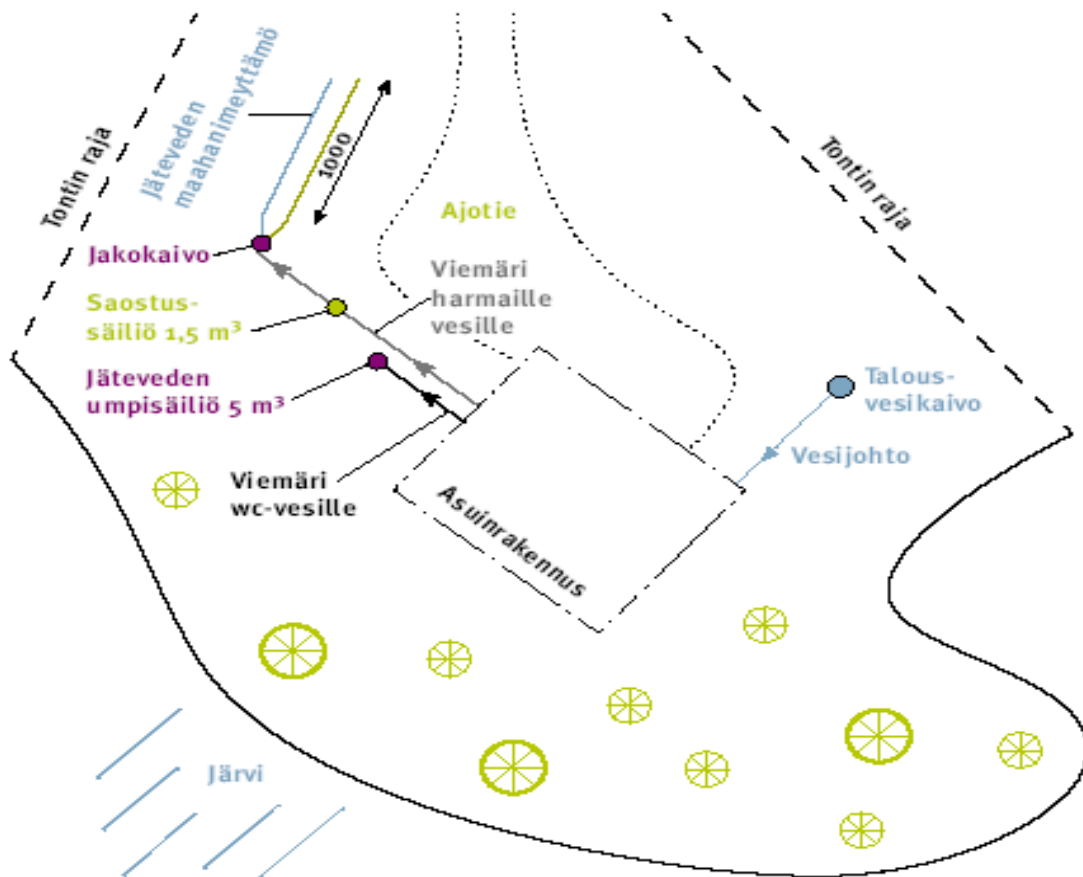 Jäteveden
maahanimeyttämö
Tontin raja
1000
Tontin raja
Ajotie
Jakokaivo
Viemäri
harmaille
vesille
Saostus-
säiliö 1,5 m³
Jäteveden
umpisäiliö 5 m³
Talous-
vesikaivo
Vesijohto
Viemäri
wc-vesille
Asuinrakennus
Järvi